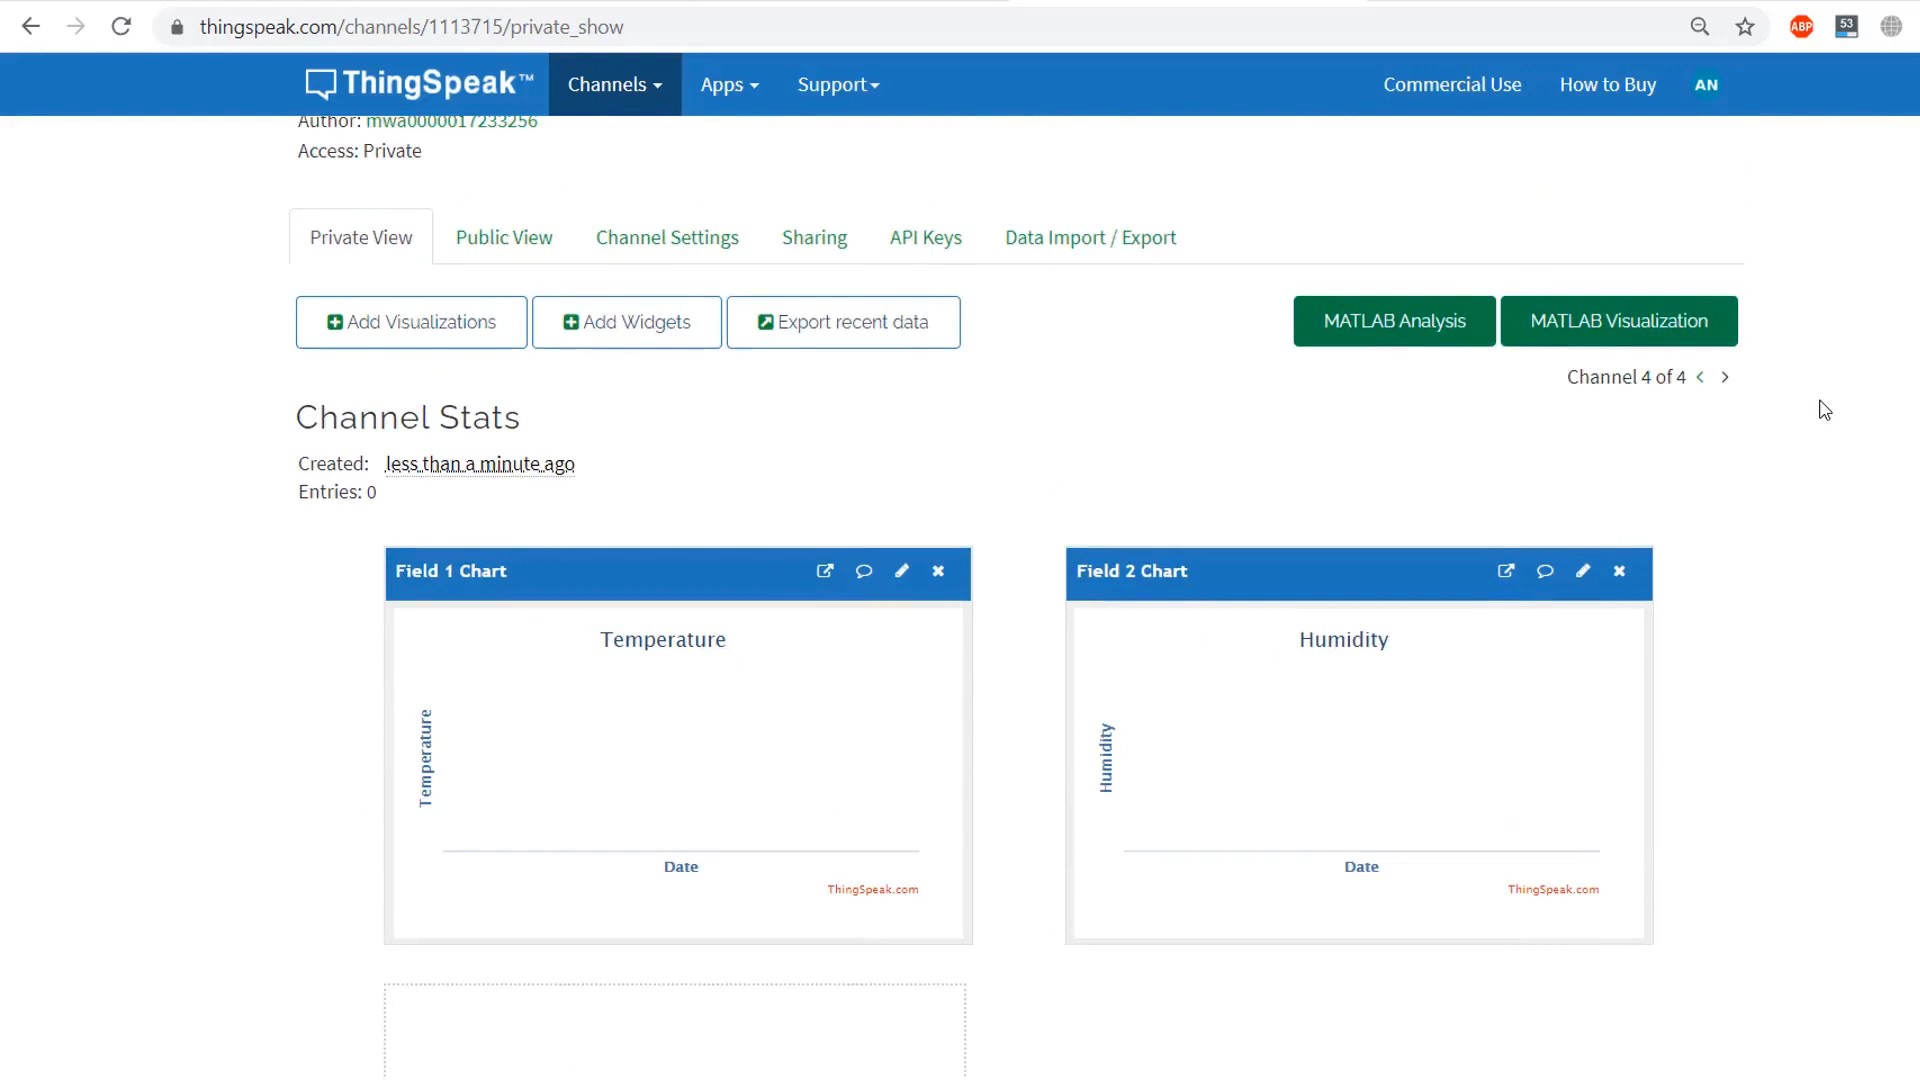 thingspeak.com/channels/1113715/private_show
ABP
53
ThingSpeak™
Channels
Apps
Support
Commercial Use
How to Buy
AN
Author: mwa0000017233256
Access: Private
Private View
Public View
Channel Settings
Sharing
API Keys
Data Import / Export
Add Visualizations
Add Widgets
Export recent data
MATLAB Analysis
MATLAB Visualization
Channel 4 of 4 < >
Channel Stats
Created: less than a minute ago
Entries: 0
Field 1 Chart
Temperature
Temperature
Date
ThingSpeak.com
Field 2 Chart
Humidity
Humidity
Date
ThingSpeak.com